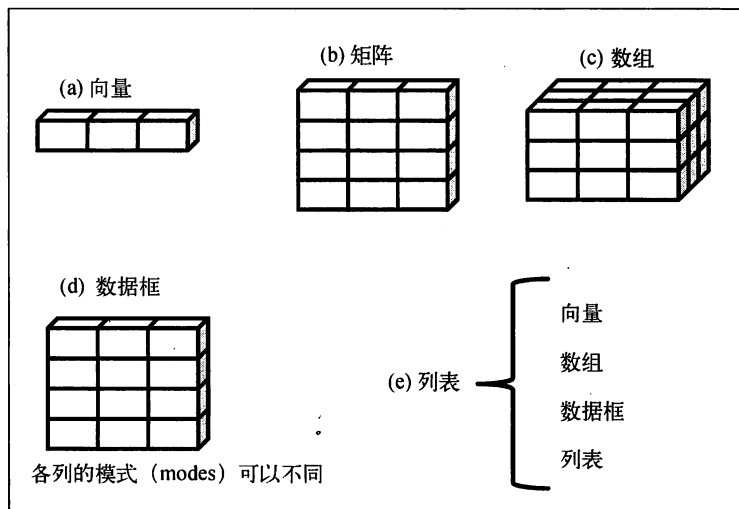 (a) 向量
(b) 矩阵
(c) 数组
(d) 数据框
各列的模式（modes）可以不同
(e) 列表
向量
数组
数据框
列表